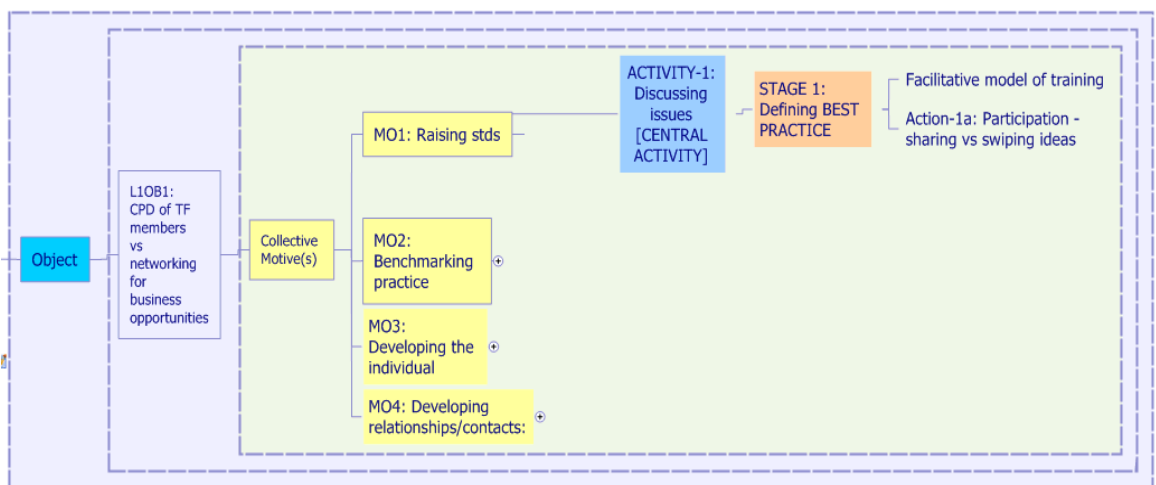 Object
L1OB1:
CPD of TF
members
vs
networking
for
business
opportunities
Collective
Motive(s)
MO1: Raising stds
ACTIVITY-1:
Discussing
issues
[CENTRAL
ACTIVITY]
STAGE 1:
Defining BEST
PRACTICE
Facilitative model of training
Action-1a: Participation -
sharing vs swiping ideas
MO2:
Benchmarking
practice
MO3:
Developing the
individual
MO4: Developing
relationships/contacts: